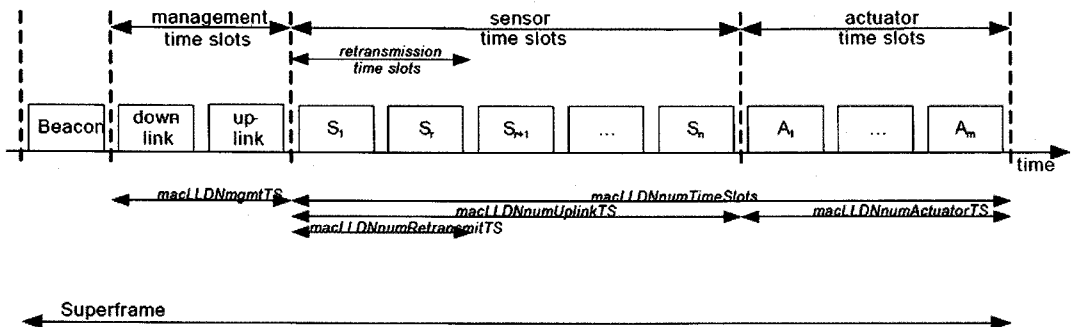 management
time slots
sensor
time slots
actuator
time slots
retransmission
time slots
Beacon
down
link
up-
link
S1
Sr
Sr+1
...
Sn
A1
...
Am
time
macLLDNmgmtTS
macLLDNnumTimeSlots
macLLDNnumUplinkTS
macLLDNnumActuatorTS
macLLDNnumRetransmitTS
Superframe